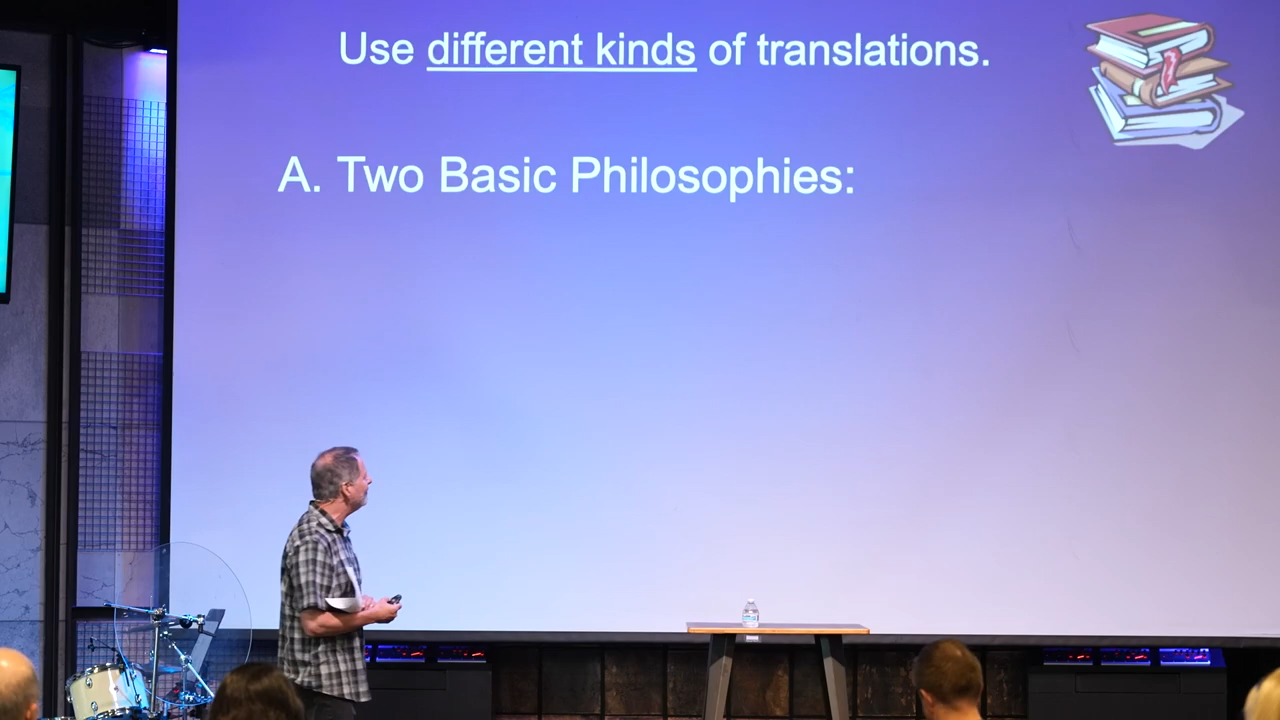 Use different kinds of translations.
A. Two Basic Philosophies: